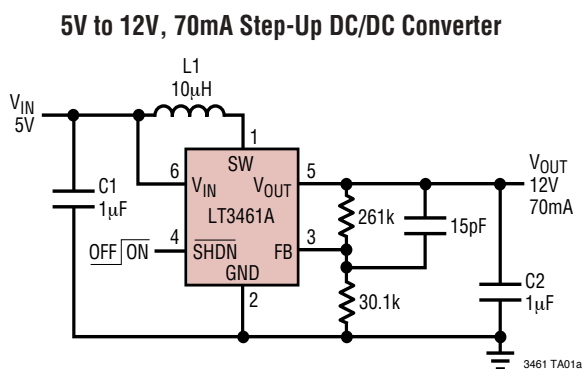 5V to 12V, 70mA Step-Up DC/DC Converter
L1
10µH
VIN
5V
1
SW
6
VIN
VOUT
5
VOUT
12V
70mA
C1
1µF
LT3461A
261k
15pF
OFF ON
4
SHDN
FB
3
GND
2
30.1k
C2
1µF
3461 TA01a